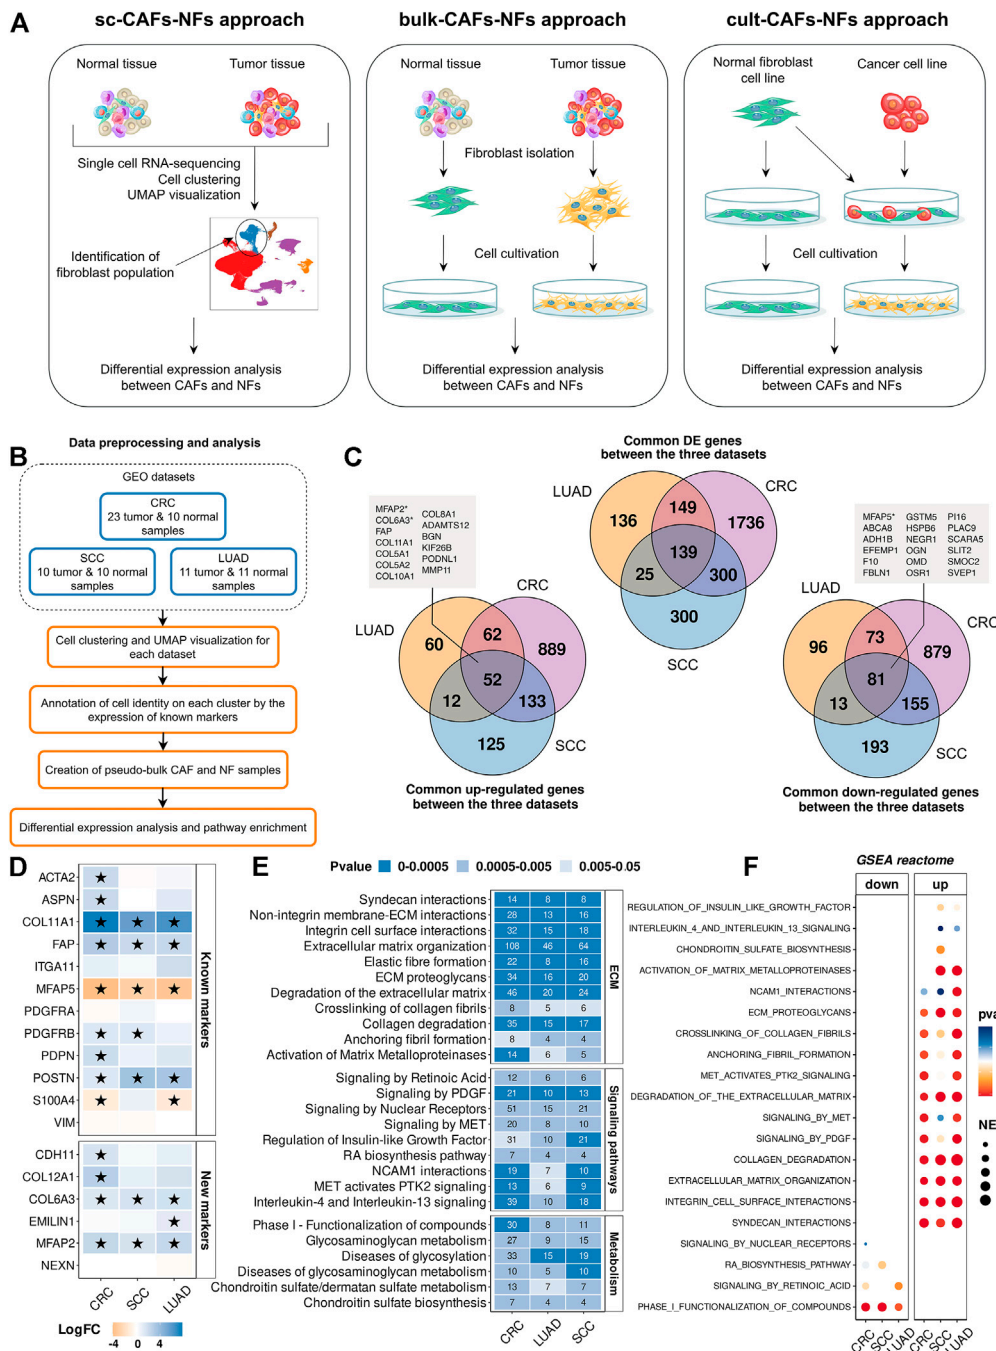 A
sc-CAFs-NFs approach
bulk-CAFs-NFs approach
cult-CAFs-NFs approach
Normal tissue
Tumor tissue
Single cell RNA-sequencing
Cell clustering
UMAP visualization
Identification of
fibroblast population
Differential expression analysis
between CAFs and NFs
Normal tissue
Tumor tissue
Fibroblast isolation
Cell cultivation
Differential expression analysis
between CAFs and NFs
Normal fibroblast
cell line
Cancer cell line
Cell cultivation
Differential expression analysis
between CAFs and NFs
B
Data preprocessing and analysis
GEO datasets
CRC
23 tumor & 10 normal
samples
SCC
10 tumor & 10 normal
samples
LUAD
11 tumor & 11 normal
samples
Cell clustering and UMAP visualization for
each dataset
Annotation of cell identity on each cluster by the
expression of known markers
Creation of pseudo-bulk CAF and NF samples
Differential expression analysis and pathway enrichment
C
Common DE genes
between the three datasets
LUAD
CRC
SCC
136
149
1736
139
25
300
300
MFAP2*
COL6A3*
FAP
COL11A1
COL5A1
COL5A2
COL10A1
COL8A1
ADAMTS12
BGN
KIF26B
PODNL1
MMP11
LUAD
CRC
SCC
60
62
889
52
12
133
125
Common up-regulated genes
between the three datasets
MFAP5*
ABCA8
ADH1B
EFEMP1
F10
FBLN1
GSTM5
HSPB6
NEGR1
OGN
OMD
OSR1
PI16
PLAC9
SCARA5
SLIT2
SMOC2
SVEP1
LUAD
CRC
SCC
96
73
879
81
13
155
193
Common down-regulated genes
between the three datasets
D
ACTA2
ASPN
COL11A1
FAP
ITGA11
MFAP5
PDGFRA
PDGFRB
PDPN
POSTN
S100A4
VIM
Known markers
CDH11
COL12A1
COL6A3
EMILIN1
MFAP2
NEXN
New markers
CRC
SCC
LUAD
LogFC
-4 0 4
E
Pvalue 0-0.0005 0.0005-0.005 0.005-0.05
Syndecan interactions 14 8 8
Non-integrin membrane-ECM interactions 28 13 16
Integrin cell surface interactions 32 15 18
Extracellular matrix organization 108 46 64
Elastic fibre formation 22 8 16
ECM proteoglycans 34 16 20
Degradation of the extracellular matrix 46 20 24
Crosslinking of collagen fibrils 8 5 6
Collagen degradation 35 15 17
Anchoring fibril formation 8 4 4
Activation of Matrix Metalloproteinases 14 6 5
ECM
Signaling by Retinoic Acid 12 6 6
Signaling by PDGF 21 10 13
Signaling by Nuclear Receptors 51 15 21
Signaling by MET 20 8 10
Regulation of Insulin-like Growth Factor 31 10 21
RA biosynthesis pathway 7 4 4
NCAM1 interactions 19 7 10
MET activates PTK2 signaling 13 6 9
Interleukin-4 and Interleukin-13 signaling 39 10 18
Signaling pathways
Phase I - Functionalization of compounds 30 8 11
Glycosaminoglycan metabolism 27 9 15
Diseases of glycosylation 33 15 19
Diseases of glycosaminoglycan metabolism 10 5 10
Chondroitin sulfate/dermatan sulfate metabolism 13 7 7
Chondroitin sulfate biosynthesis 7 4 4
Metabolism
CRC
LUAD
SCC
F
GSEA reactome
down
up
REGULATION_OF_INSULIN_LIKE_GROWTH_FACTOR
INTERLEUKIN_4_AND_INTERLEUKIN_13_SIGNALING
CHONDROITIN_SULFATE_BIOSYNTHESIS
ACTIVATION_OF_MATRIX_METALLOPROTEINASES
NCAM1_INTERACTIONS
ECM_PROTEOGLYCANS
CROSSLINKING_OF_COLLAGEN_FIBRILS
ANCHORING_FIBRIL_FORMATION
MET_ACTIVATES_PTK2_SIGNALING
DEGRADATION_OF_THE_EXTRACELLULAR_MATRIX
SIGNALING_BY_MET
SIGNALING_BY_PDGF
COLLAGEN_DEGRADATION
EXTRACELLULAR_MATRIX_ORGANIZATION
INTEGRIN_CELL_SURFACE_INTERACTIONS
SYNDECAN_INTERACTIONS
SIGNALING_BY_NUCLEAR_RECEPTORS
RA_BIOSYNTHESIS_PATHWAY
SIGNALING_BY_RETINOIC_ACID
PHASE_I_FUNCTIONALIZATION_OF_COMPOUNDS
CRC
SCC
LUAD
CRC
SCC
LUAD
pva
NE